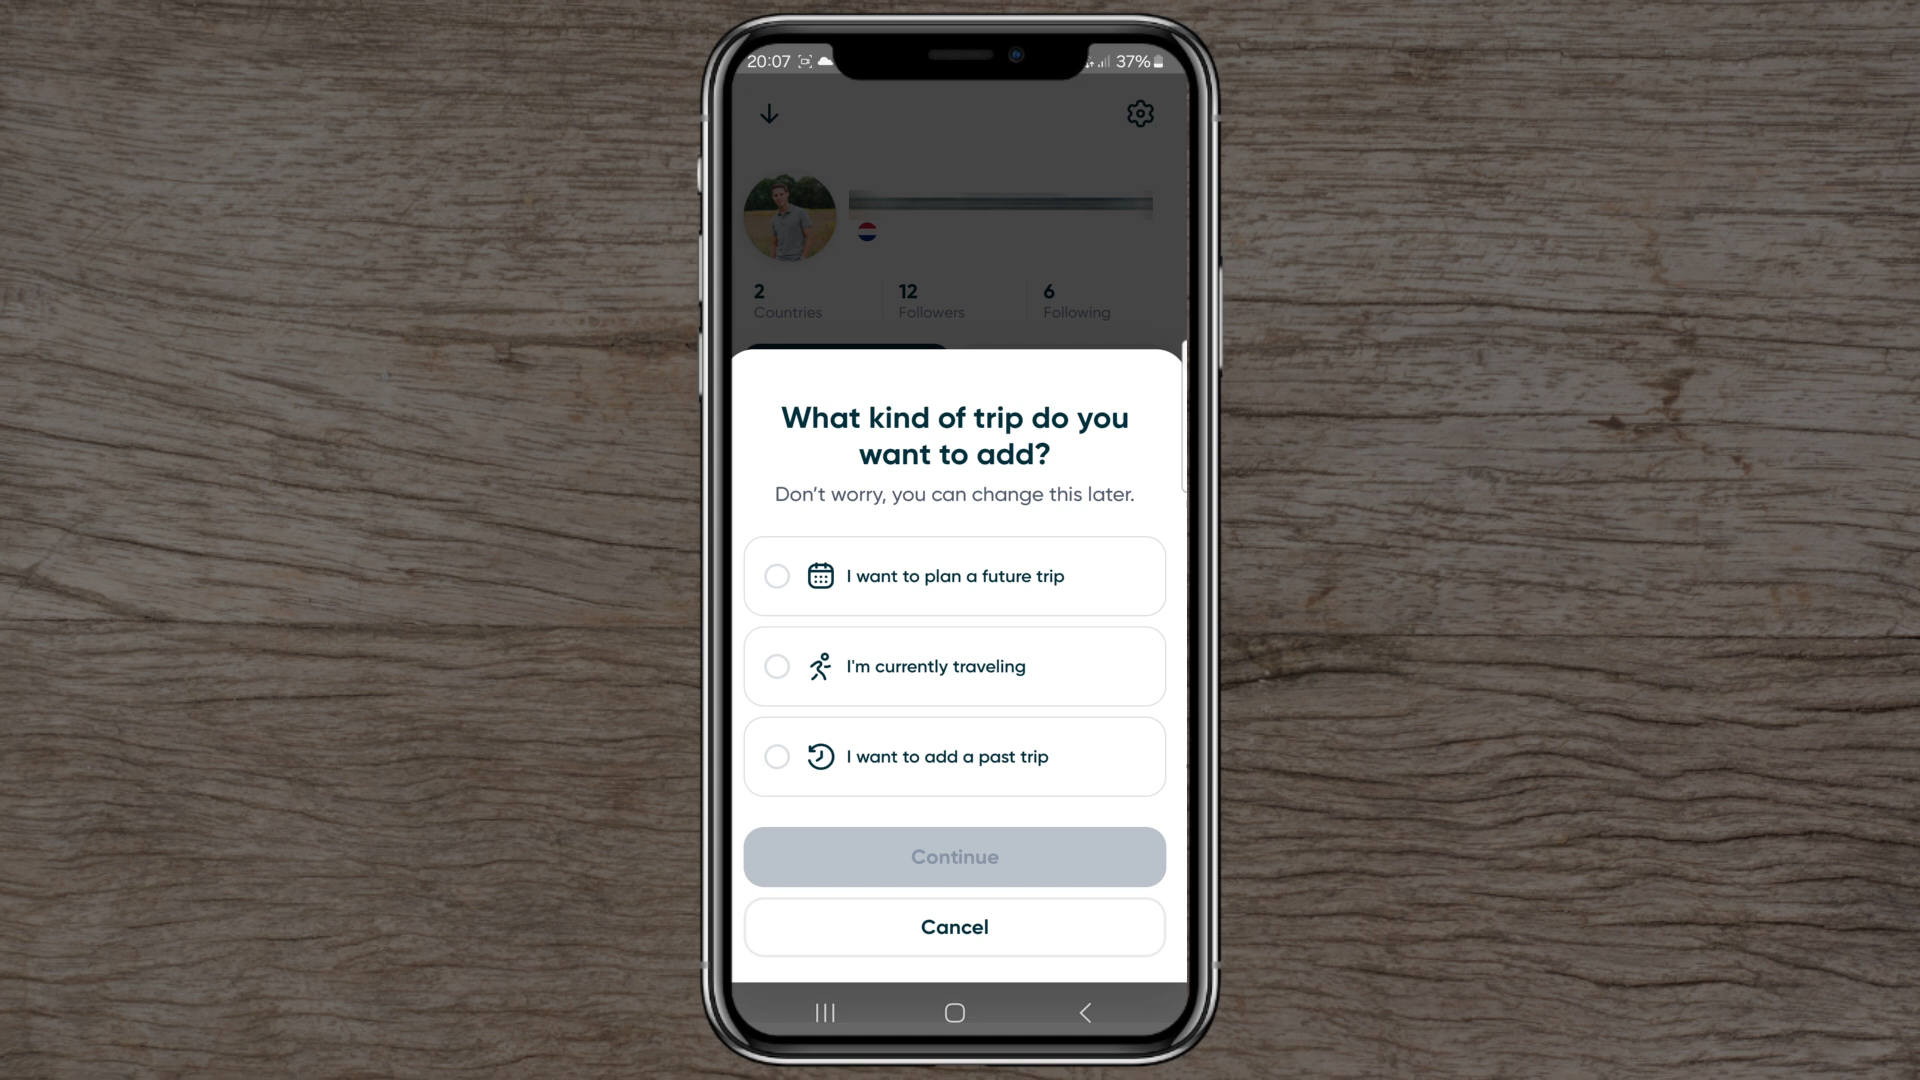 20:07
37%
2
12
6
Countries
Followers
Following
What kind of trip do you
want to add?
Don’t worry, you can change this later.
I want to plan a future trip
I'm currently traveling
I want to add a past trip
Continue
Cancel